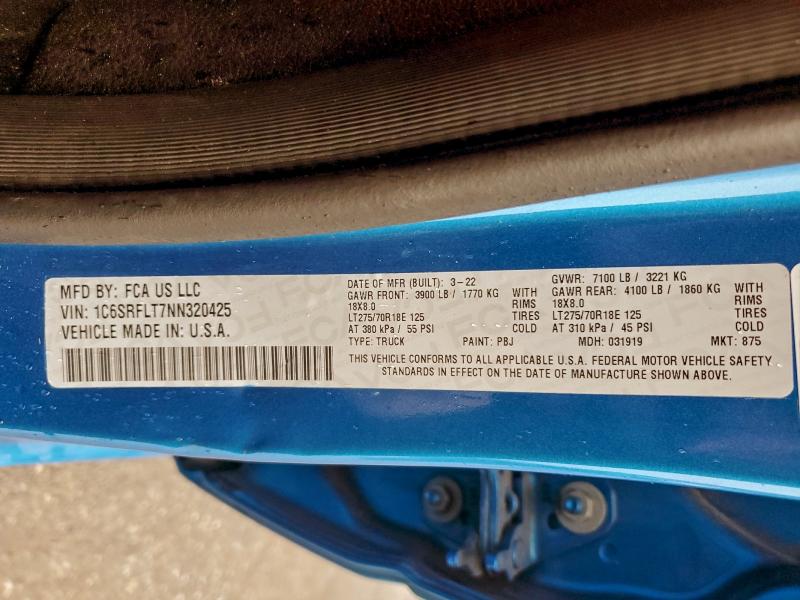 MFD BY: FCA US LLC
VIN: 1C6SRFLT7NN320425
VEHICLE MADE IN: U.S.A.
DATE OF MFR (BUILT): 3-22
GAWR FRONT: 3900 LB / 1770 KG WITH
18X8.0 RIMS
LT275/70R18E 125 TIRES
AT 380 kPa / 55 PSI COLD
GVWR: 7100 LB / 3221 KG
GAWR REAR: 4100 LB / 1860 KG WITH
18X8.0 RIMS
LT275/70R18E 125 TIRES
AT 310 kPa / 45 PSI COLD
TYPE: TRUCK PAINT: PBJ MDH: 031919 MKT: 875
THIS VEHICLE CONFORMS TO ALL APPLICABLE U.S.A. FEDERAL MOTOR VEHICLE SAFETY
STANDARDS IN EFFECT ON THE DATE OF MANUFACTURE SHOWN ABOVE.